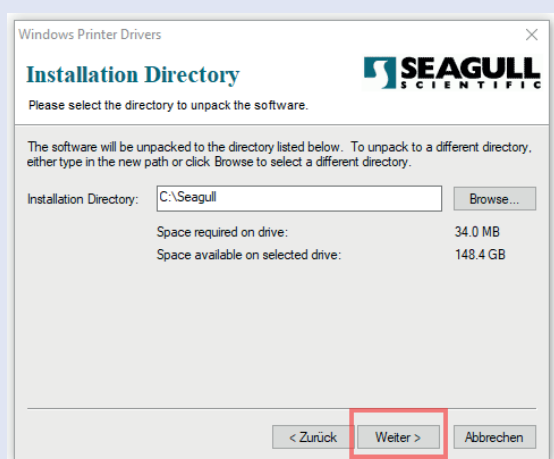 Windows Printer Drivers
SEAGULL
SCIENTIFIC
Installation Directory
Please select the directory to unpack the software.
The software will be unpacked to the directory listed below. To unpack to a different directory,
either type in the new path or click Browse to select a different directory.
Installation Directory: C:\Seagull Browse...
Space required on drive: 34.0 MB
Space available on selected drive: 148.4 GB
< Zurück Weiter > Abbrechen